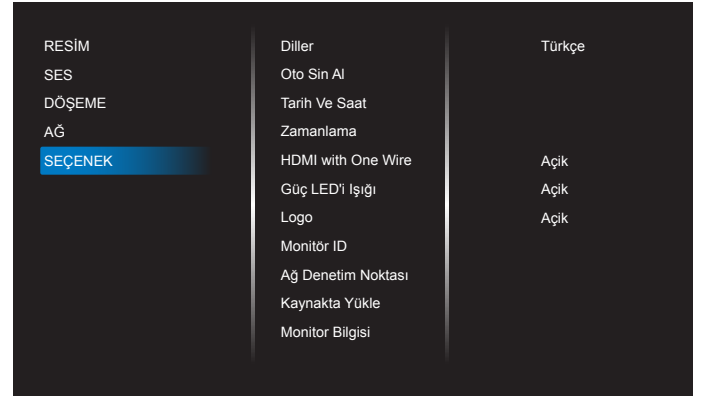 RESİM Diller Türkçe
SES Oto Sin Al
DÖŞEME Tarih Ve Saat
AĞ Zamanlama
SEÇENEK HDMI with One Wire Açik
Güç LED'i Işığı Açik
Logo Açik
Monitör ID
Ağ Denetim Noktası
Kaynakta Yükle
Monitor Bilgisi